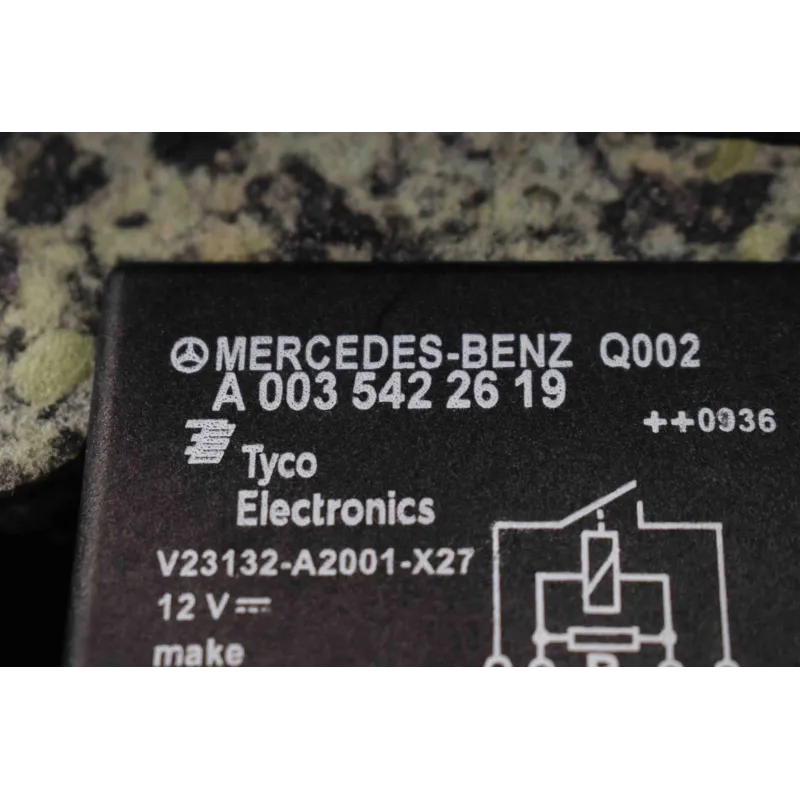 MERCEDES-BENZ Q002
A 003 542 26 19
++0936
Tyco
Electronics
V23132-A2001-X27
12 V⎓
make